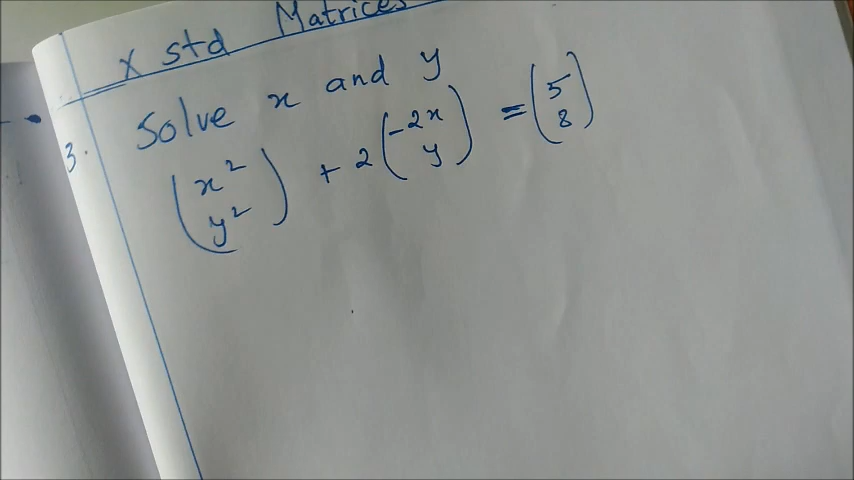 X std Matrices
3. Solve x and y
(x² y²) + 2(-2x y) = (5 8)